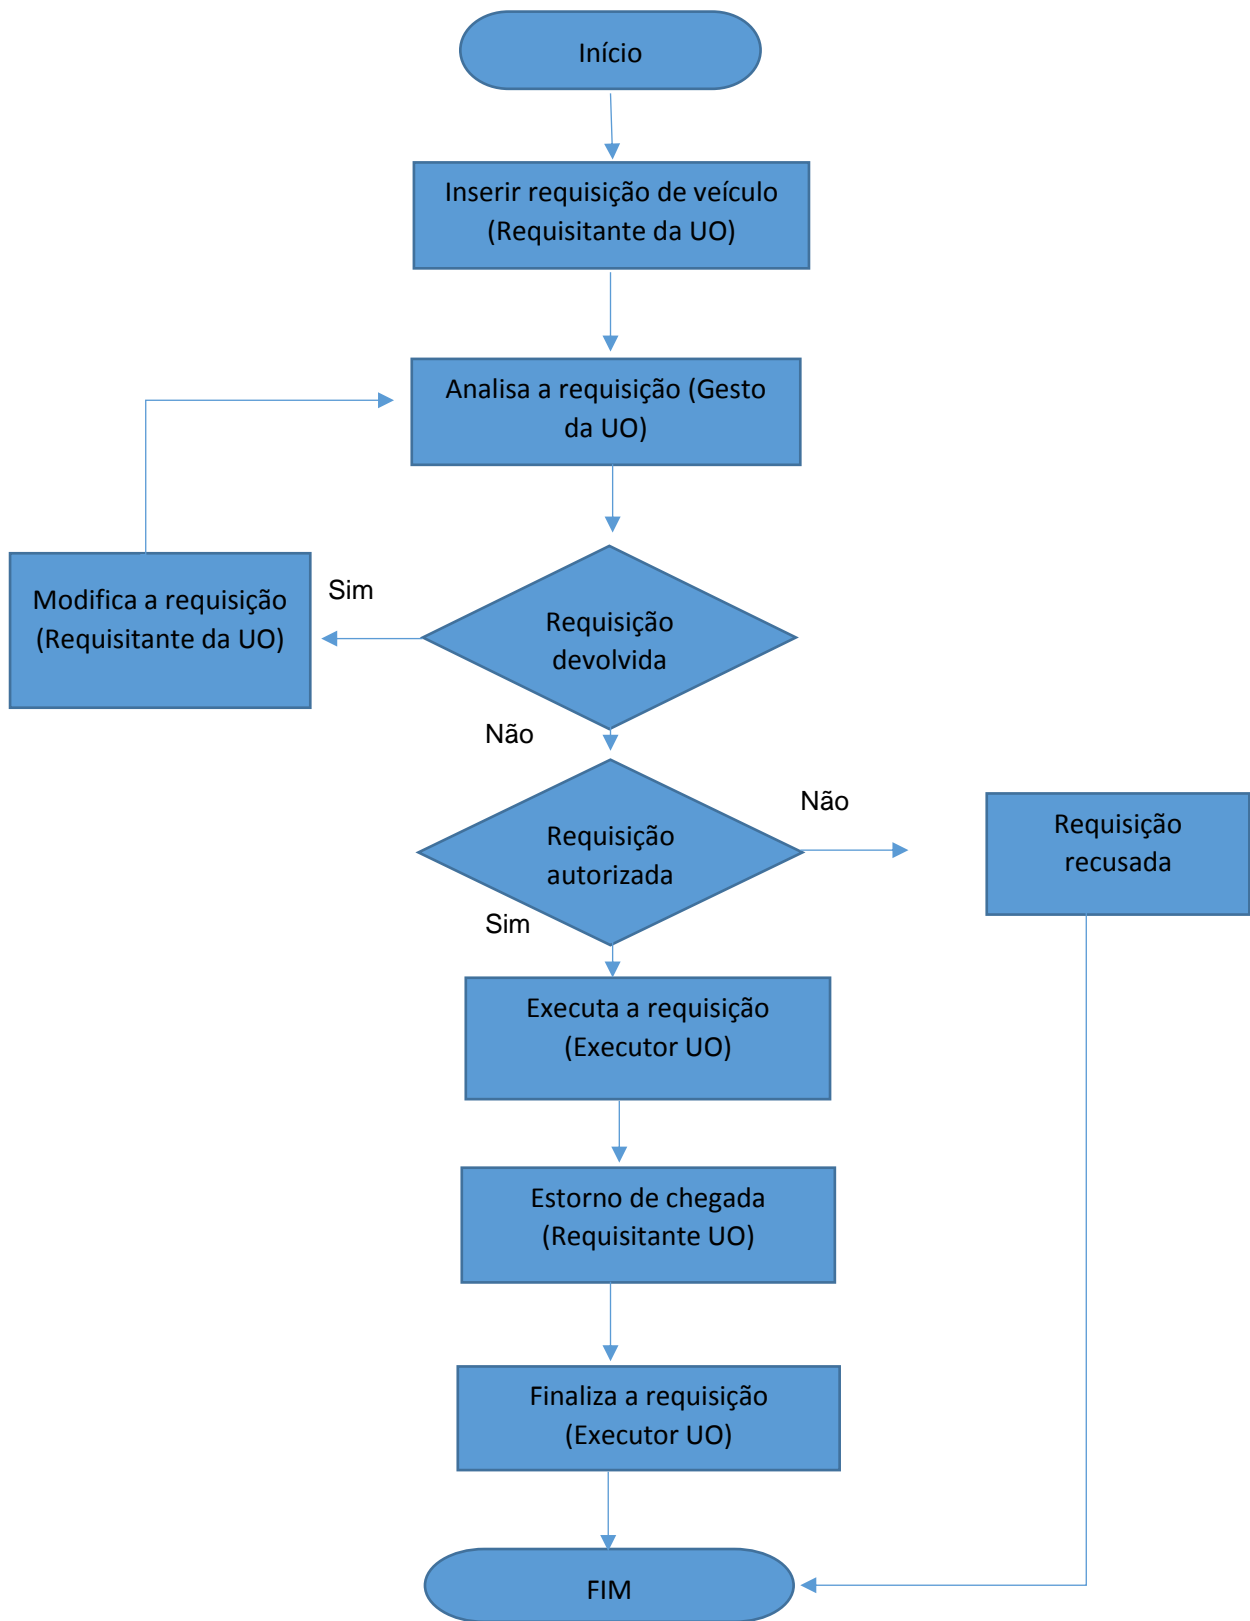 Início
Inserir requisição de veículo
(Requisitante da UO)
Analisa a requisição (Gesto
da UO)
Modifica a requisição
(Requisitante da UO)
Sim
Requisição
devolvida
Não
Requisição
autorizada
Não
Requisição
recusada
Sim
Executa a requisição
(Executor UO)
Estorno de chegada
(Requisitante UO)
Finaliza a requisição
(Executor UO)
FIM